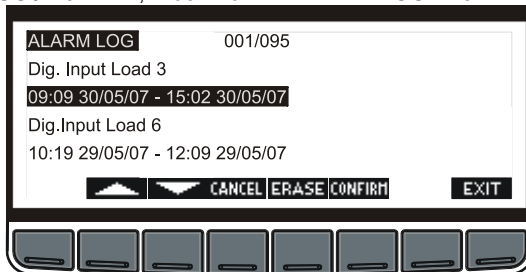 ALARM LOG 001/095
Dig. Input Load 3
09:09 30/05/07 - 15:02 30/05/07
Dig.Input Load 6
10:19 29/05/07 - 12:09 29/05/07
CANCEL ERASE CONFIRM EXIT